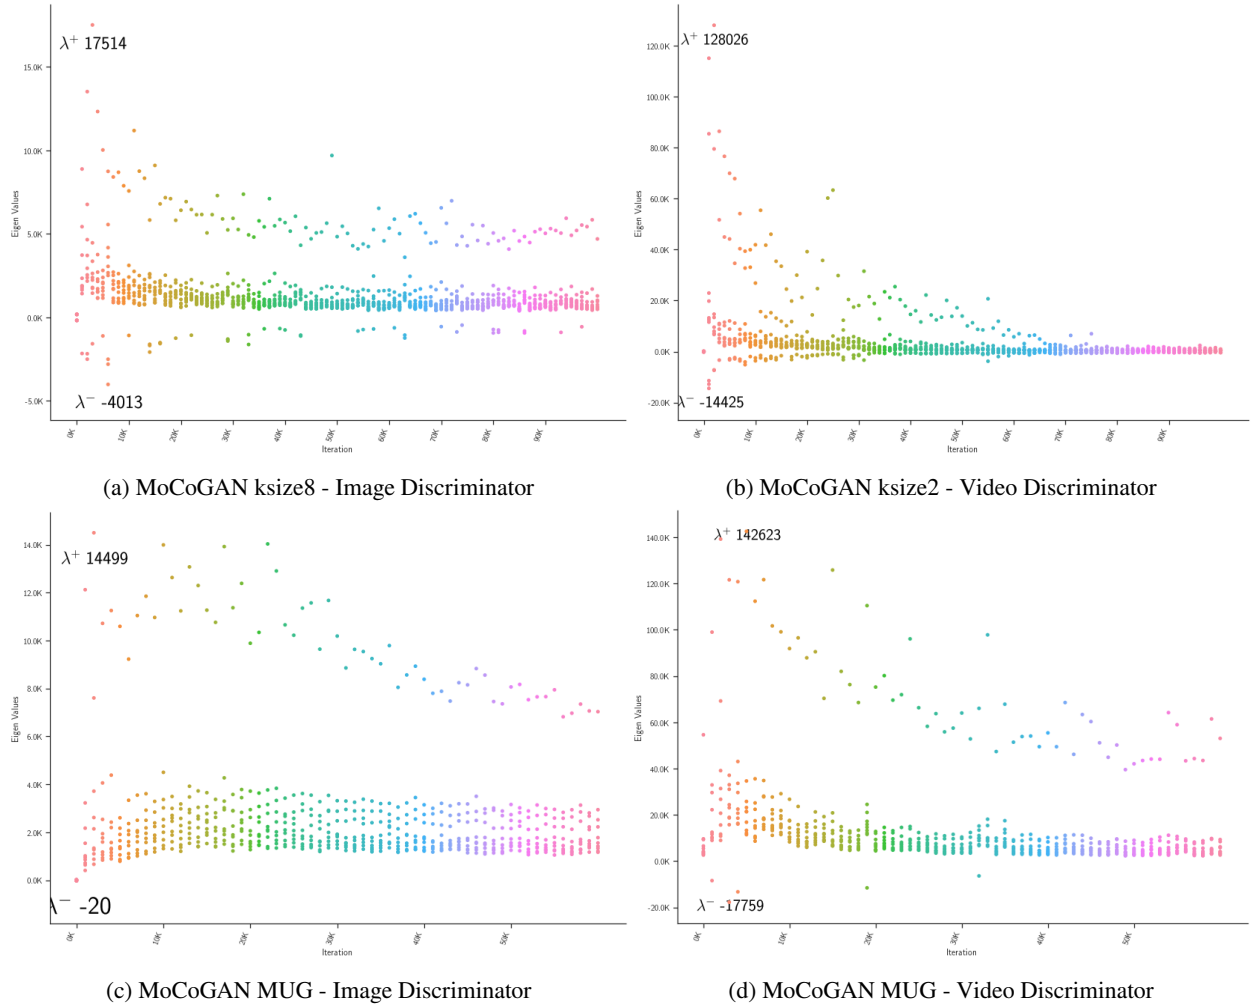 λ+ 17514
15.0K
10.0K
5.0K
0.0K
-5.0K
Eigen Values
λ− -4013
0K
10K
20K
30K
40K
50K
60K
70K
80K
90K
Iteration
(a) MoCoGAN ksize8 - Image Discriminator
λ+ 128026
120.0K
100.0K
80.0K
60.0K
40.0K
20.0K
0.0K
-20.0K
Eigen Values
λ− -14425
0K
10K
20K
30K
40K
50K
60K
70K
80K
90K
Iteration
(b) MoCoGAN ksize2 - Video Discriminator
14.0K
λ+ 14499
12.0K
10.0K
8.0K
6.0K
4.0K
2.0K
0.0K
Eigen Values
λ− -20
0K
10K
20K
30K
40K
50K
Iteration
(c) MoCoGAN MUG - Image Discriminator
λ+ 142623
140.0K
120.0K
100.0K
80.0K
60.0K
40.0K
20.0K
0.0K
-20.0K
Eigen Values
λ− -17759
0K
10K
20K
30K
40K
50K
Iteration
(d) MoCoGAN MUG - Video Discriminator